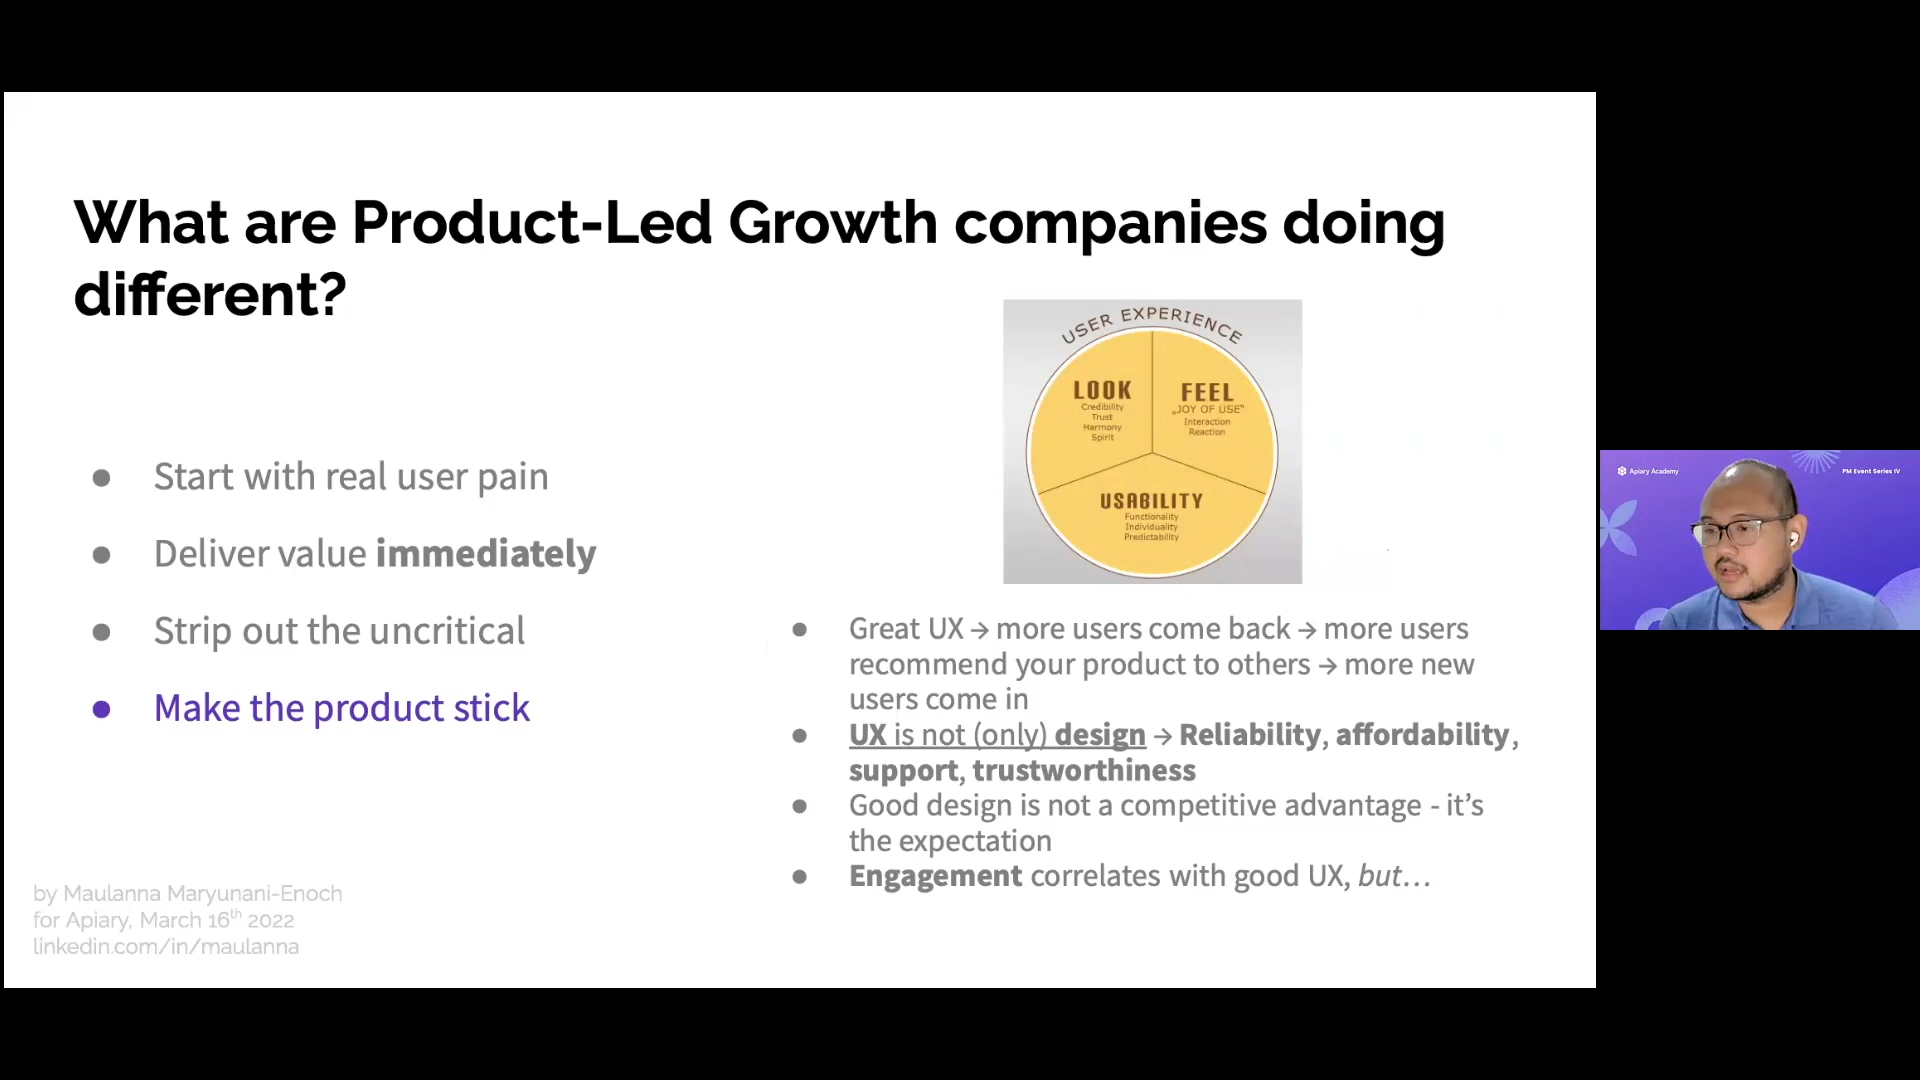 What are Product-Led Growth companies doing
different?
● Start with real user pain
● Deliver value immediately
● Strip out the uncritical
● Make the product stick
USER EXPERIENCE
LOOK
Credibility
Trust
Harmony
Spirit
FEEL
„JOY OF USE"
Interaction
Reaction
USABILITY
Functionality
Individuality
Predictability
● Great UX → more users come back → more users
recommend your product to others → more new
users come in
● UX is not (only) design → Reliability, affordability,
support, trustworthiness
● Good design is not a competitive advantage - it’s
the expectation
● Engagement correlates with good UX, but…
by Maulanna Maryunani-Enoch
for Apiary, March 16th 2022
linkedin.com/in/maulanna
Apiary Academy
PM Event Series IV